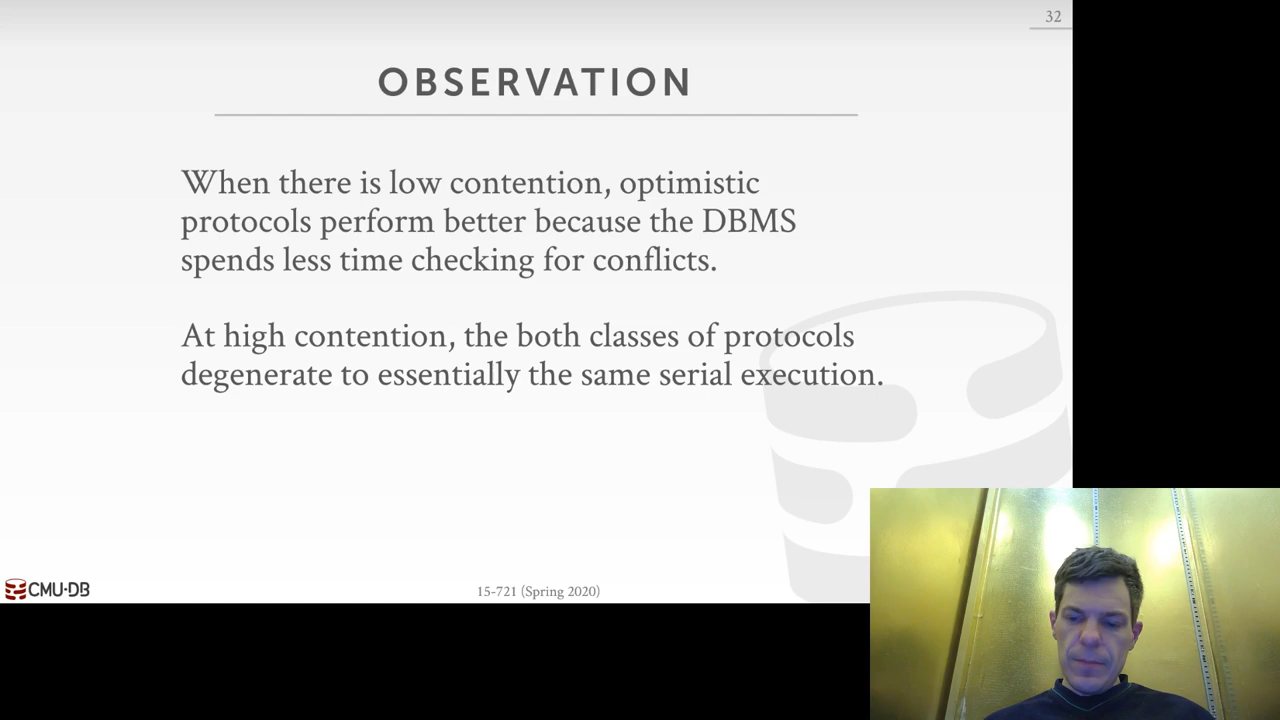 32
OBSERVATION
When there is low contention, optimistic
protocols perform better because the DBMS
spends less time checking for conflicts.
At high contention, the both classes of protocols
degenerate to essentially the same serial execution.
CMU·DB
15-721 (Spring 2020)